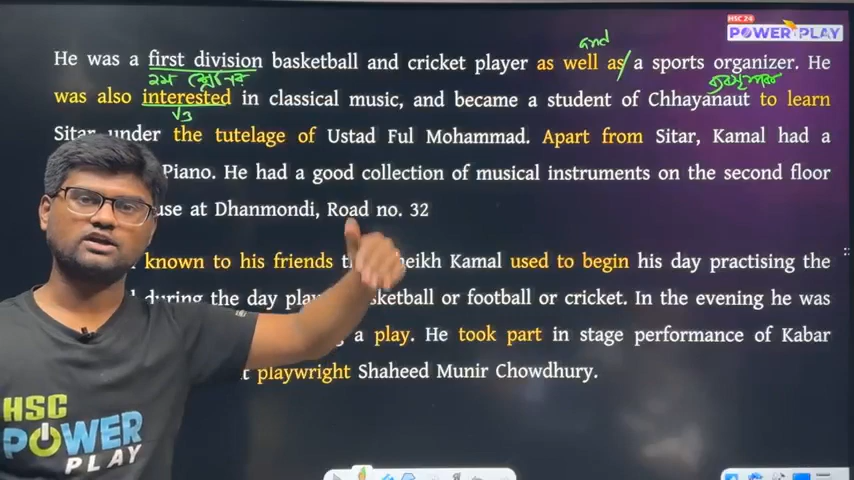 HSC 24
POWER PLAY
and
He was a first division basketball and cricket player as well as/ a sports organizer. He
was also interested in classical music, and became a student of Chhayanaut to learn
V3
Sitar under the tutelage of Ustad Ful Mohammad. Apart from Sitar, Kamal had a
Piano. He had a good collection of musical instruments on the second floor
use at Dhanmondi, Road no. 32
known to his friends Sheikh Kamal used to begin his day practising the
during the day basketball or football or cricket. In the evening he was
a play. He took part in stage performance of Kabar
playwright Shaheed Munir Chowdhury.
HSC
POWER
PLAY